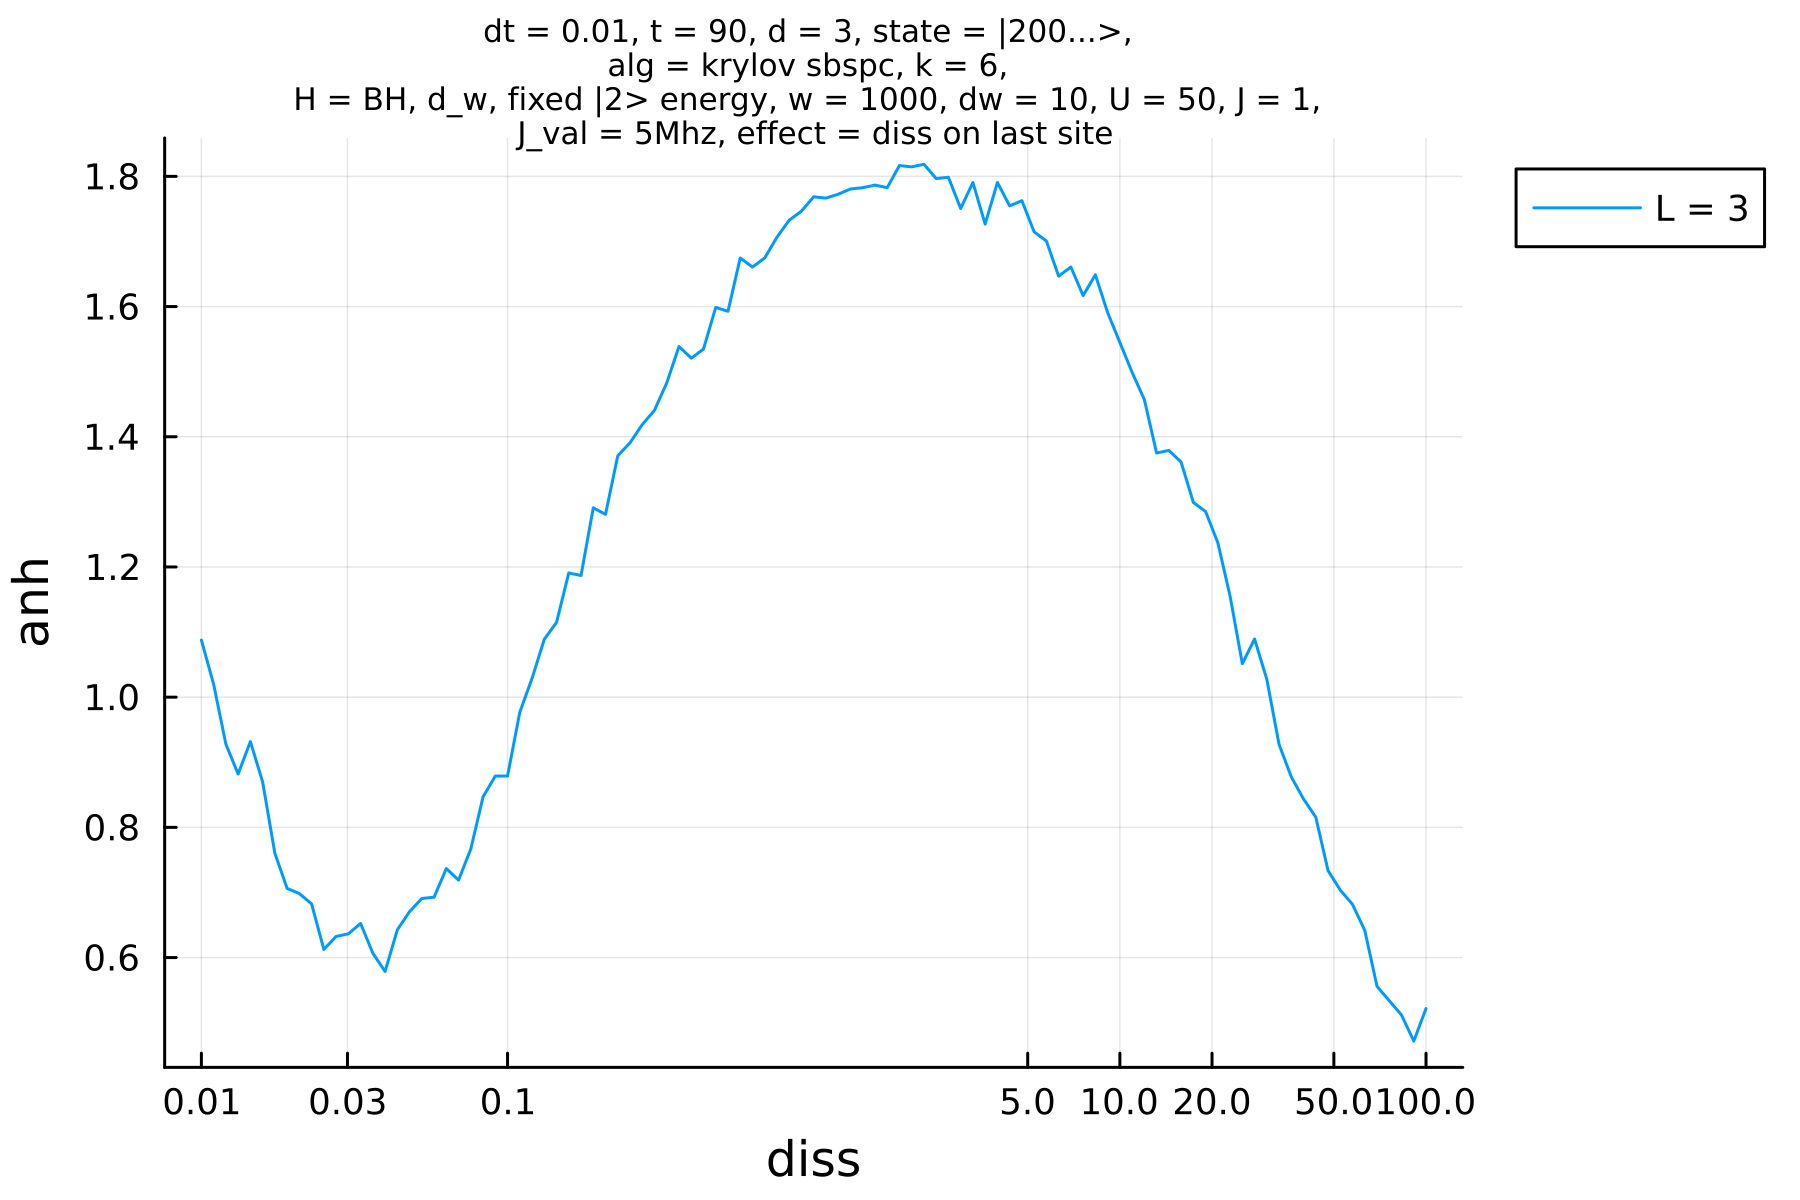 dt = 0.01, t = 90, d = 3, state = |200...>,
alg = krylov sbspc, k = 6,
H = BH, d_w, fixed |2> energy, w = 1000, dw = 10, U = 50, J = 1,
J_val = 5Mhz, effect = diss on last site
L = 3
1.8
1.6
1.4
1.2
1.0
0.8
0.6
anh
0.01 0.03 0.1 5.0 10.0 20.0 50.0 100.0
diss